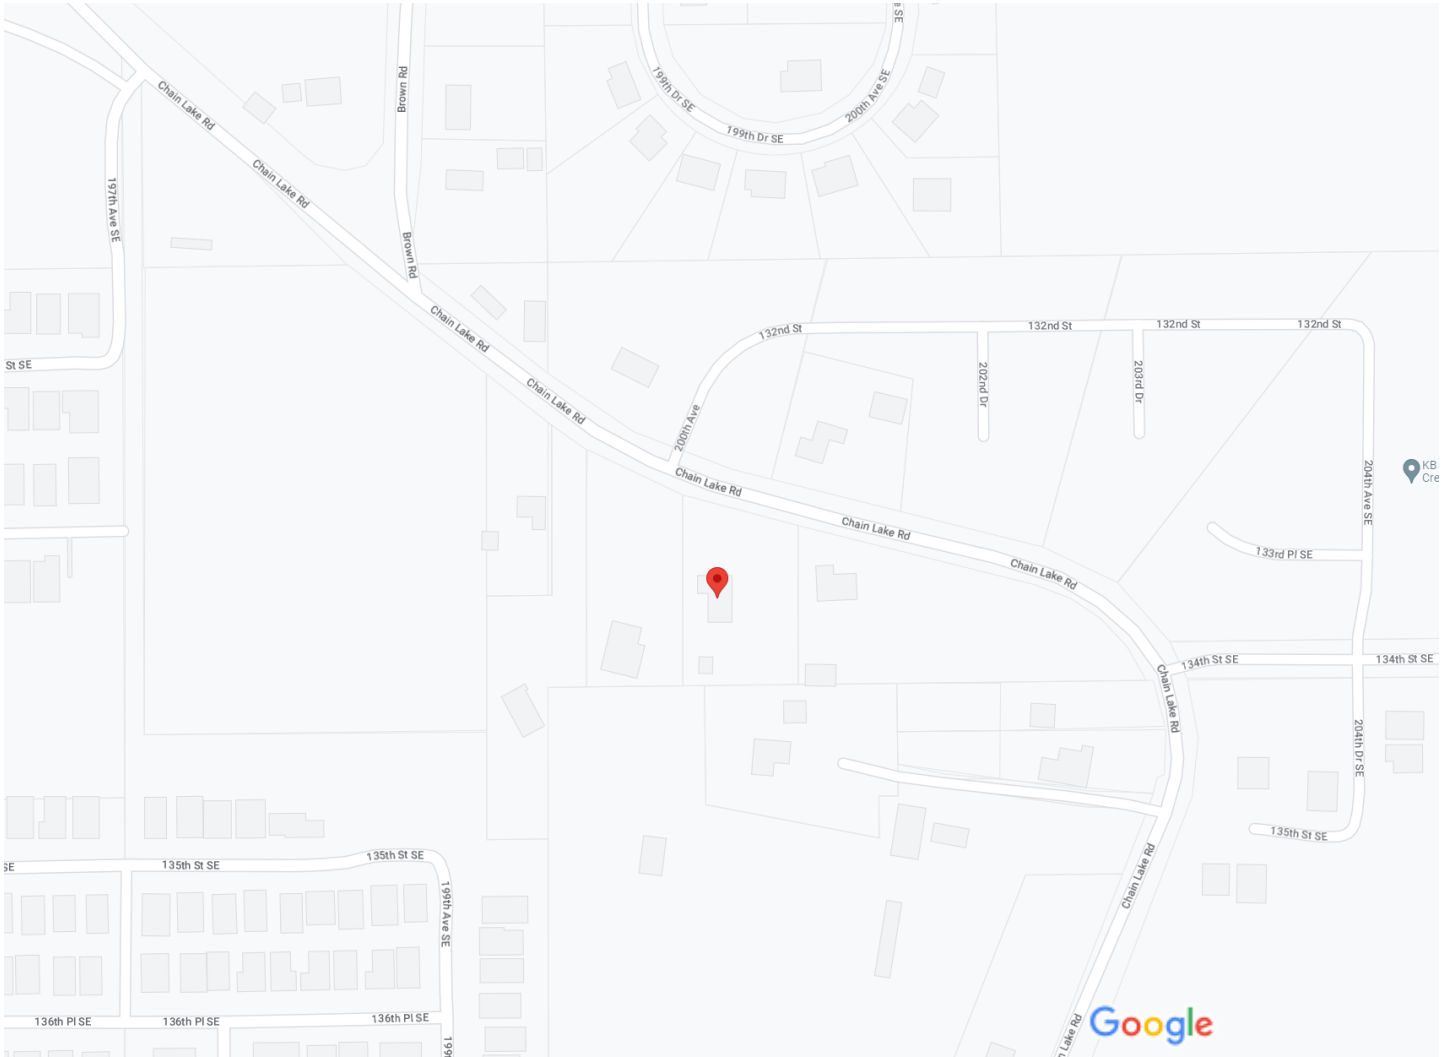 199th Dr SE
199th Dr SE
200th Ave SE
Brown Rd
Chain Lake Rd
Chain Lake Rd
197th Ave SE
Brown Rd
Chain Lake Rd
132nd St
132nd St
132nd St
132nd St
St SE
Chain Lake Rd
202nd Dr
203rd Dr
200th Ave
Chain Lake Rd
KB
Cre
204th Ave SE
Chain Lake Rd
133rd Pl SE
Chain Lake Rd
134th St SE
134th St SE
Chain Lake Rd
204th Dr SE
135th St SE
SE
135th St SE
135th St SE
Chain Lake Rd
199th Ave SE
136th Pl SE
136th Pl SE
136th Pl SE
Lake Rd
Google